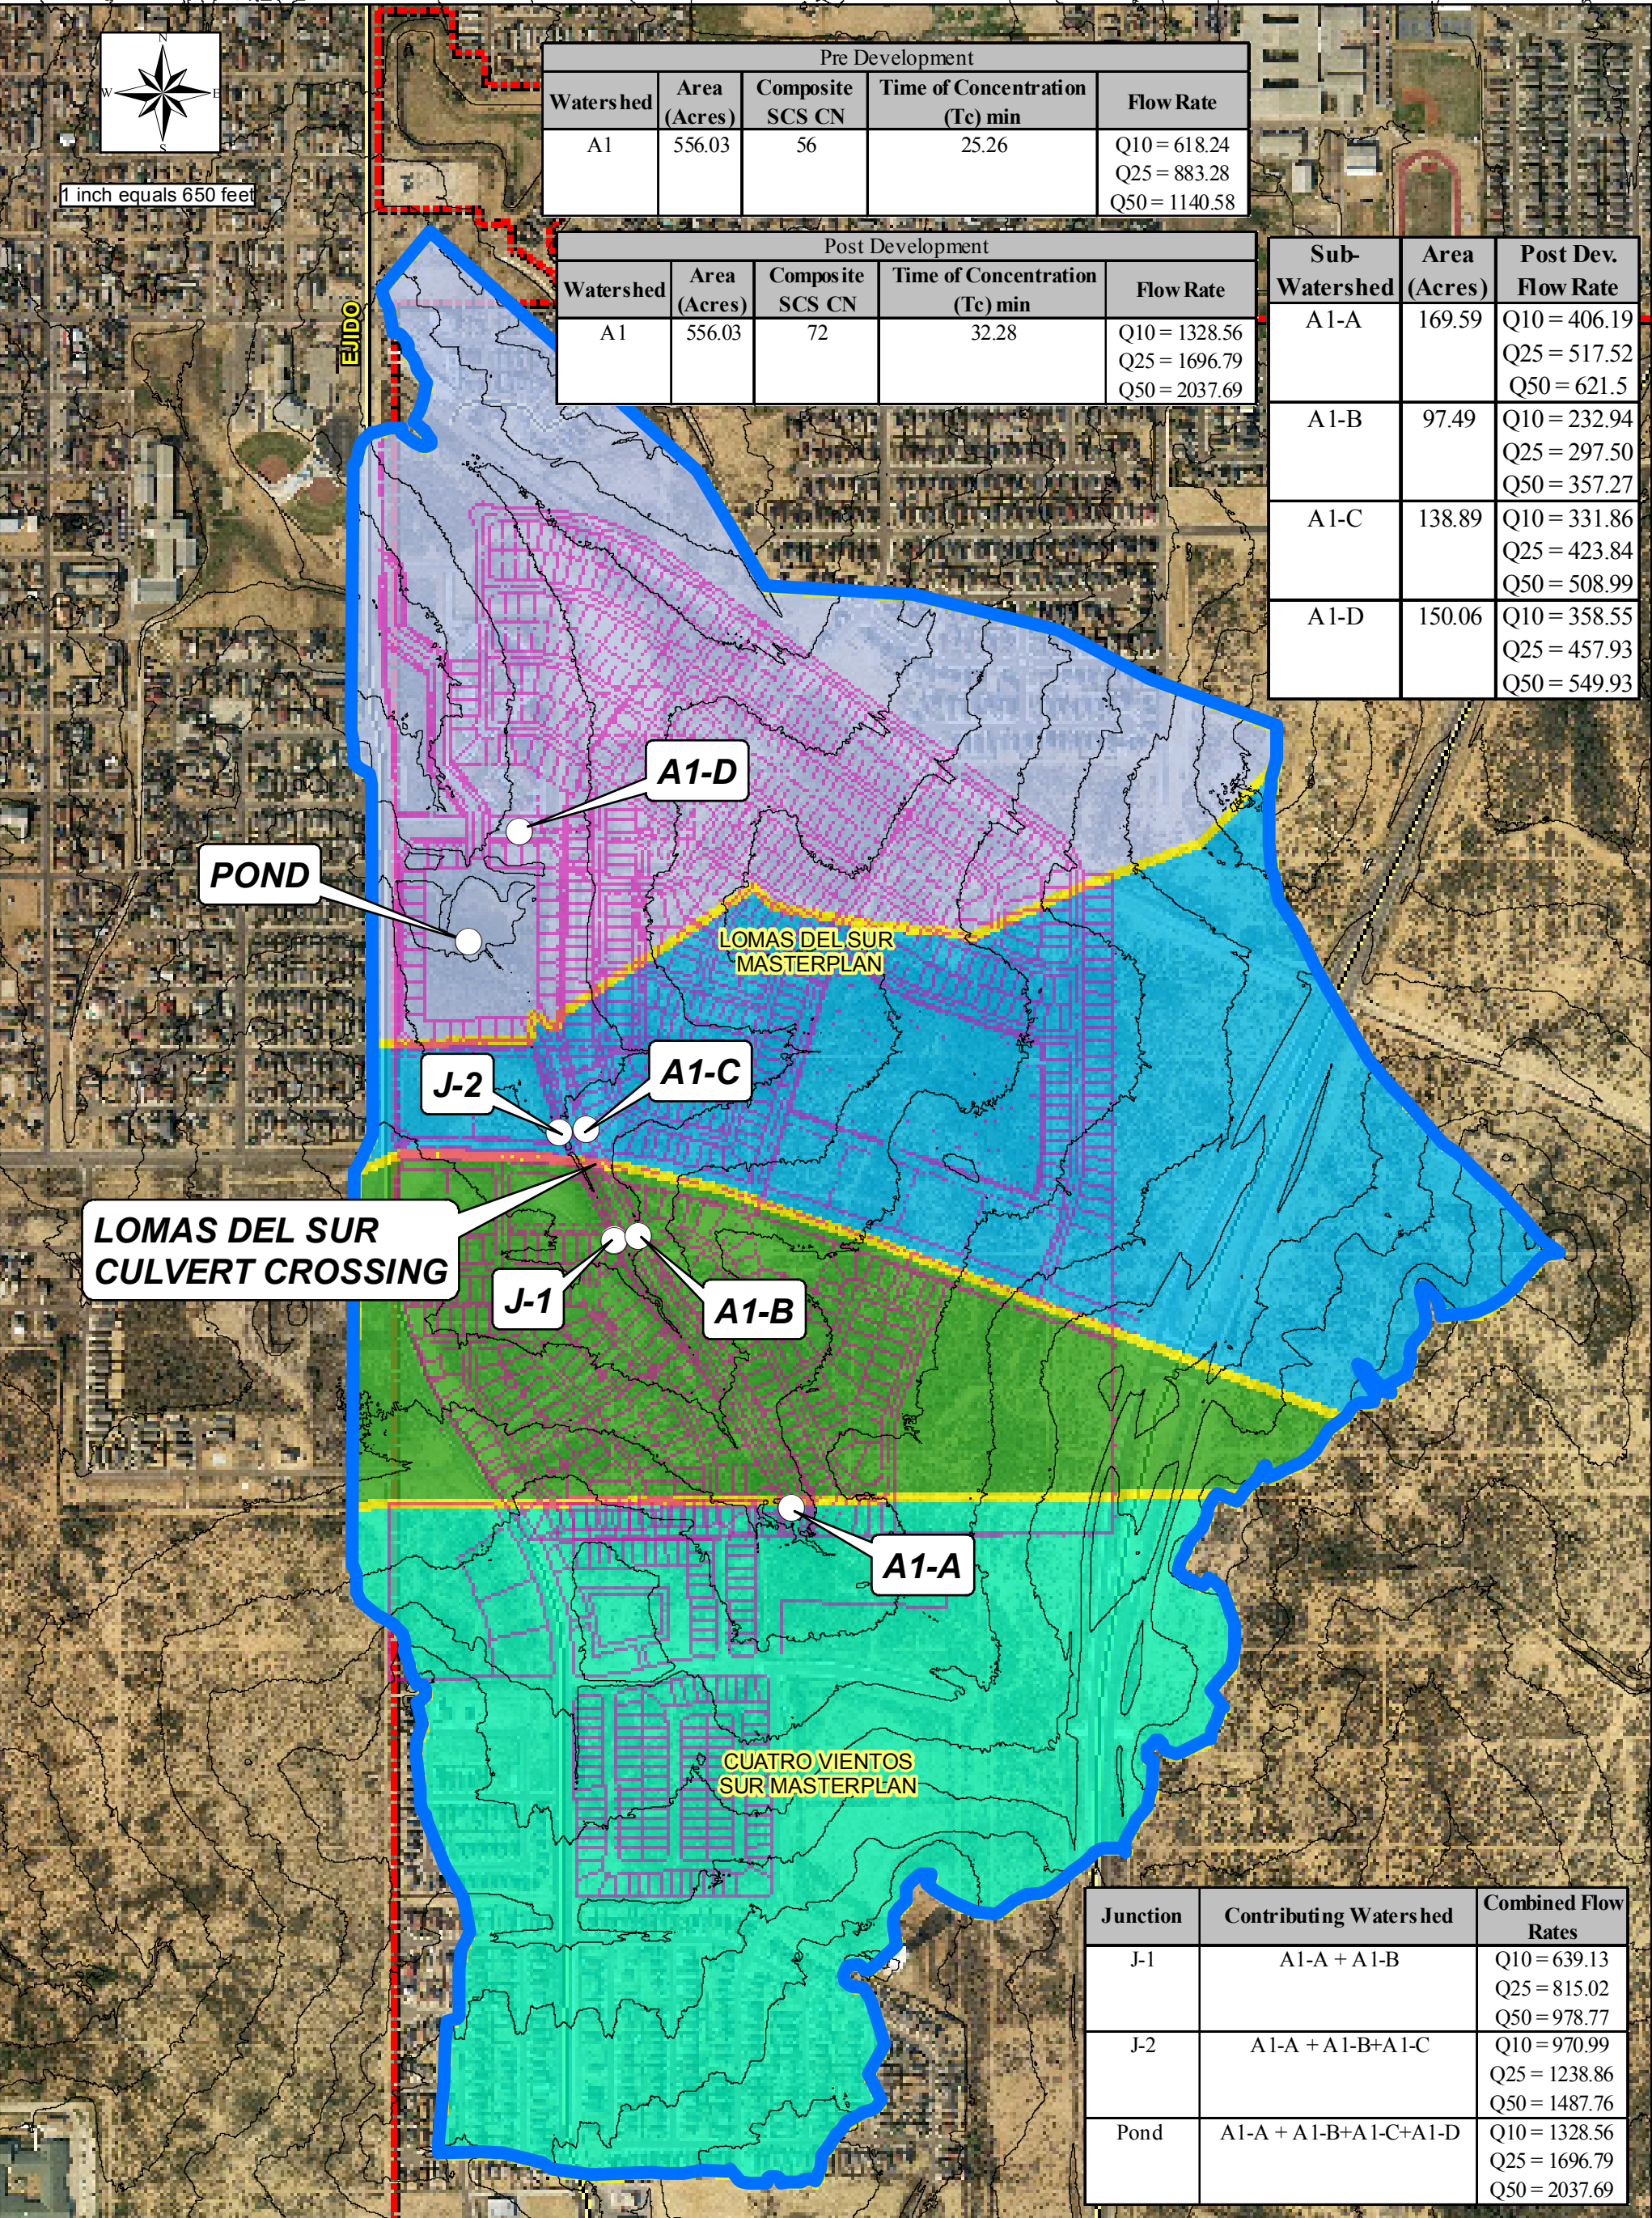 N
W
E
S
1 inch equals 650 feet
Pre Development
Watershed Area (Acres) Composite SCS CN Time of Concentration (Tc) min Flow Rate
A1 556.03 56 25.26 Q10 = 618.24
Q25 = 883.28
Q50 = 1140.58
Post Development
Watershed Area (Acres) Composite SCS CN Time of Concentration (Tc) min Flow Rate
A1 556.03 72 32.28 Q10 = 1328.56
Q25 = 1696.79
Q50 = 2037.69
Sub-Watershed Area (Acres) Post Dev. Flow Rate
A1-A 169.59 Q10 = 406.19
Q25 = 517.52
Q50 = 621.5
A1-B 97.49 Q10 = 232.94
Q25 = 297.50
Q50 = 357.27
A1-C 138.89 Q10 = 331.86
Q25 = 423.84
Q50 = 508.99
A1-D 150.06 Q10 = 358.55
Q25 = 457.93
Q50 = 549.93
EJIDO
A1-D
POND
LOMAS DEL SUR
MASTERPLAN
J-2
A1-C
LOMAS DEL SUR
CULVERT CROSSING
J-1
A1-B
A1-A
CUATRO VIENTOS
SUR MASTERPLAN
Junction Contributing Watershed Combined Flow Rates
J-1 A1-A + A1-B Q10 = 639.13
Q25 = 815.02
Q50 = 978.77
J-2 A1-A + A1-B+A1-C Q10 = 970.99
Q25 = 1238.86
Q50 = 1487.76
Pond A1-A + A1-B+A1-C+A1-D Q10 = 1328.56
Q25 = 1696.79
Q50 = 2037.69